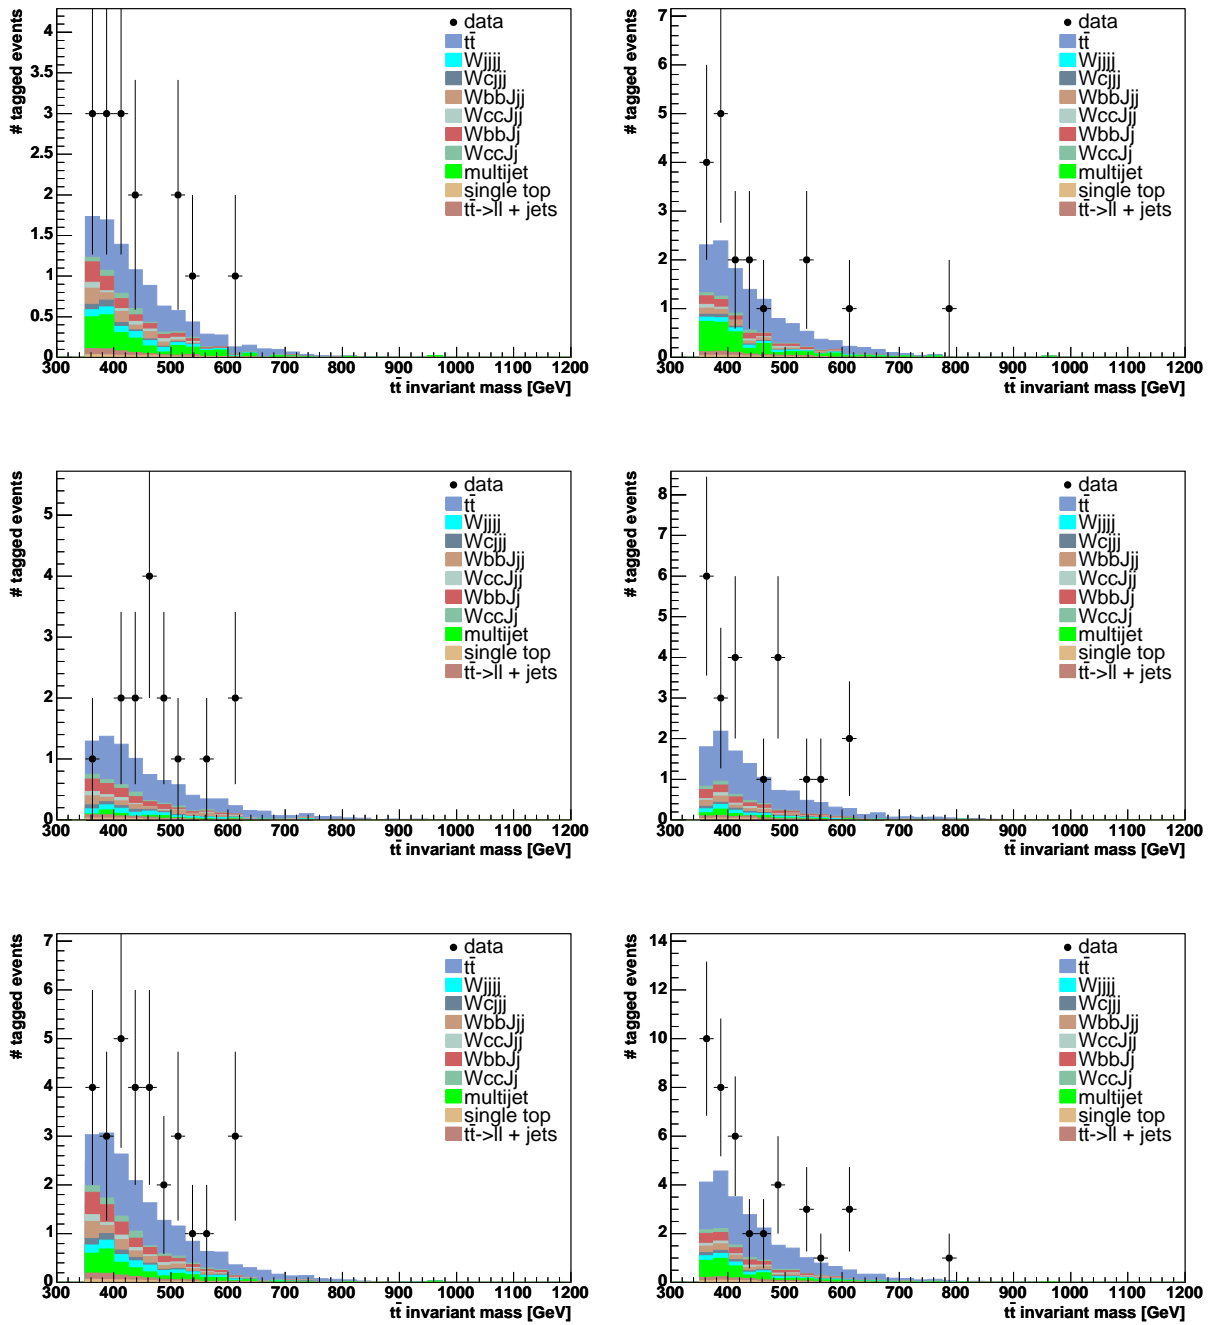 # tagged events
4
3.5
3
2.5
2
1.5
1
0.5
0
300 400 500 600 700 800 900 1000 1100 1200
tt̄ invariant mass [GeV]
data
tt̄
Wjjjj
Wcjjj
WbbJjj
WccJjj
WbbJj
WccJj
multijet
single top
tt̄->ll + jets
# tagged events
7
6
5
4
3
2
1
0
300 400 500 600 700 800 900 1000 1100 1200
tt̄ invariant mass [GeV]
data
tt̄
Wjjjj
Wcjjj
WbbJjj
WccJjj
WbbJj
WccJj
multijet
single top
tt̄->ll + jets
# tagged events
5
4
3
2
1
0
300 400 500 600 700 800 900 1000 1100 1200
tt̄ invariant mass [GeV]
data
tt̄
Wjjjj
Wcjjj
WbbJjj
WccJjj
WbbJj
WccJj
multijet
single top
tt̄->ll + jets
# tagged events
8
7
6
5
4
3
2
1
0
300 400 500 600 700 800 900 1000 1100 1200
tt̄ invariant mass [GeV]
data
tt̄
Wjjjj
Wcjjj
WbbJjj
WccJjj
WbbJj
WccJj
multijet
single top
tt̄->ll + jets
# tagged events
7
6
5
4
3
2
1
0
300 400 500 600 700 800 900 1000 1100 1200
tt̄ invariant mass [GeV]
data
tt̄
Wjjjj
Wcjjj
WbbJjj
WccJjj
WbbJj
WccJj
multijet
single top
tt̄->ll + jets
# tagged events
14
12
10
8
6
4
2
0
300 400 500 600 700 800 900 1000 1100 1200
tt̄ invariant mass [GeV]
data
tt̄
Wjjjj
Wcjjj
WbbJjj
WccJjj
WbbJj
WccJj
multijet
single top
tt̄->ll + jets